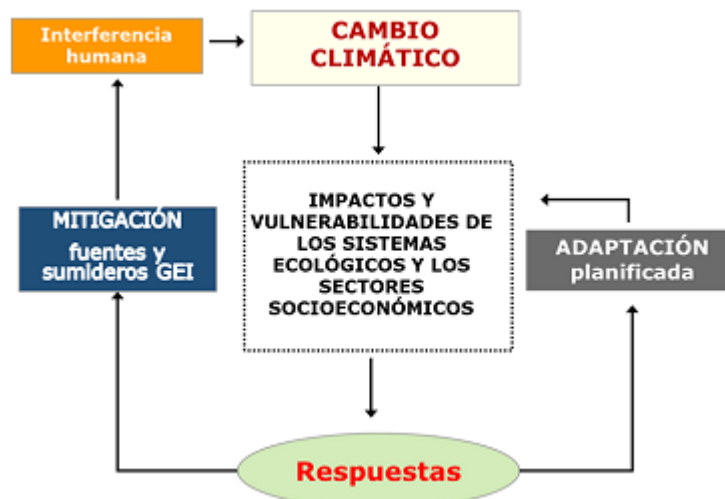 Interferencia
humana
CAMBIO
CLIMÁTICO
IMPACTOS Y
VULNERABILIDADES DE
LOS SISTEMAS
ECOLÓGICOS Y LOS
SECTORES
SOCIOECONÓMICOS
MITIGACIÓN
fuentes y
sumideros GEI
ADAPTACIÓN
planificada
Respuestas